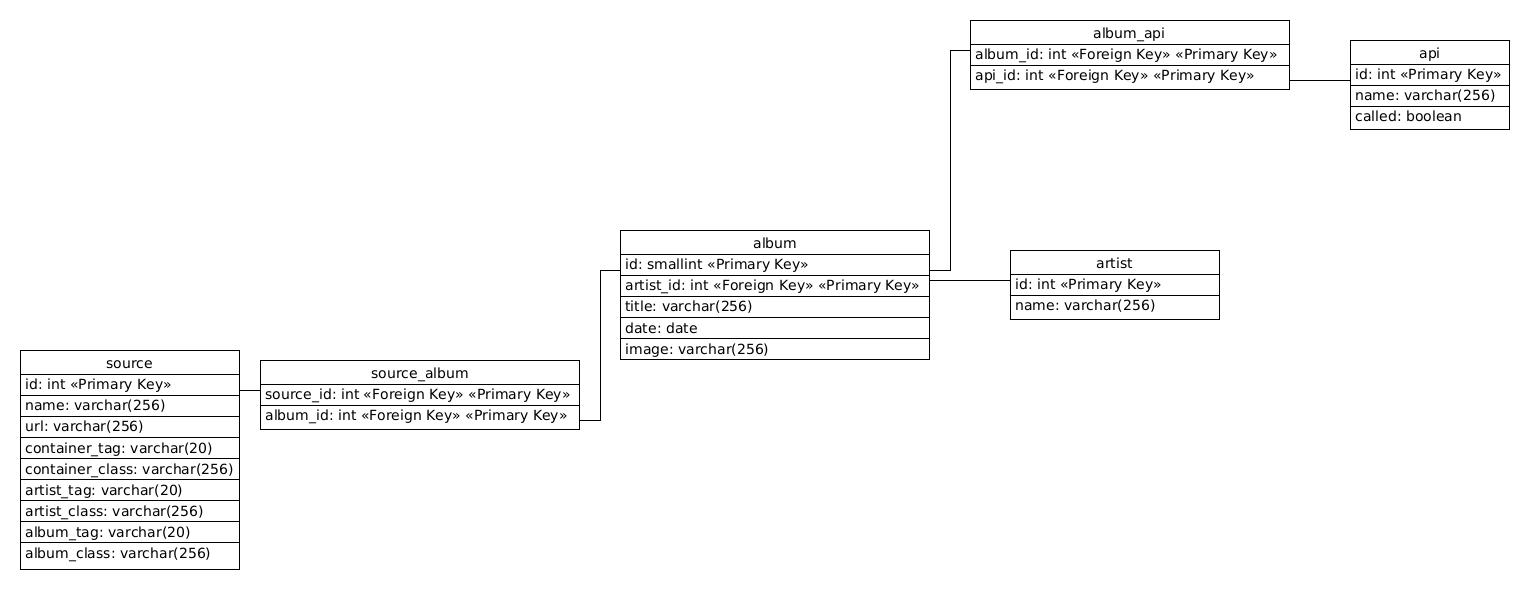 album_api
album_id: int «Foreign Key» «Primary Key»
api_id: int «Foreign Key» «Primary Key»
api
id: int «Primary Key»
name: varchar(256)
called: boolean
album
id: smallint «Primary Key»
artist_id: int «Foreign Key» «Primary Key»
title: varchar(256)
date: date
image: varchar(256)
artist
id: int «Primary Key»
name: varchar(256)
source
id: int «Primary Key»
name: varchar(256)
url: varchar(256)
container_tag: varchar(20)
container_class: varchar(256)
artist_tag: varchar(20)
artist_class: varchar(256)
album_tag: varchar(20)
album_class: varchar(256)
source_album
source_id: int «Foreign Key» «Primary Key»
album_id: int «Foreign Key» «Primary Key»